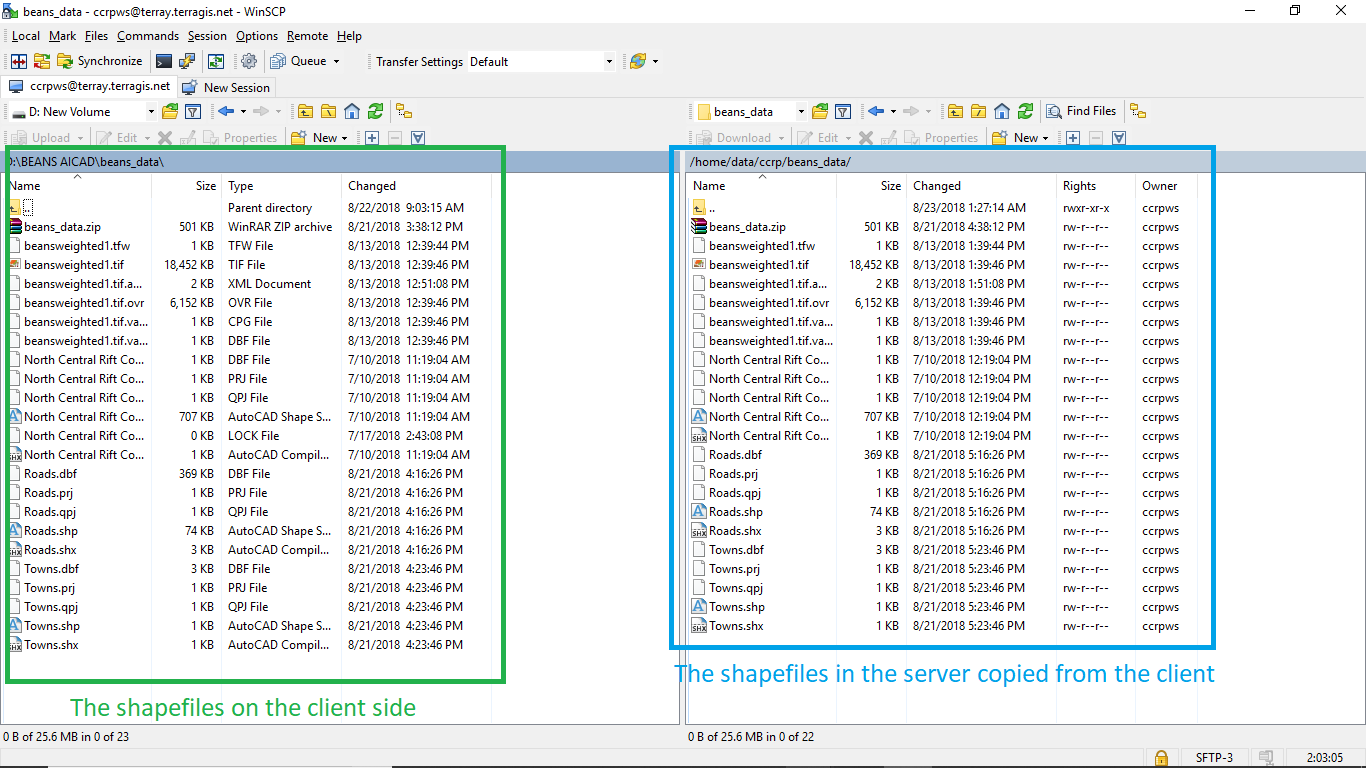 beans_data - ccrpws@terray.terragis.net - WinSCP
Local Mark Files Commands Session Options Remote Help
Synchronize Queue Transfer Settings Default
ccrpws@terray.terragis.net New Session
D: New Volume beans_data Find Files
Upload Edit Properties New Download Edit Properties New
D:\BEANS AICAD\beans_data\ /home/data/ccrp/beans_data/
Name Size Type Changed Name Size Changed Rights Owner
.. Parent directory 8/22/2018 9:03:15 AM .. 8/23/2018 1:27:14 AM rwxr-xr-x ccrpws
beans_data.zip 501 KB WinRAR ZIP archive 8/21/2018 3:38:12 PM beans_data.zip 501 KB 8/21/2018 4:38:12 PM rw-r--r-- ccrpws
beansweighted1.tfw 1 KB TFW File 8/13/2018 12:39:44 PM beansweighted1.tfw 1 KB 8/13/2018 1:39:44 PM rw-r--r-- ccrpws
beansweighted1.tif 18,452 KB TIF File 8/13/2018 12:39:46 PM beansweighted1.tif 18,452 KB 8/13/2018 1:39:46 PM rw-r--r-- ccrpws
beansweighted1.tif.a... 2 KB XML Document 8/13/2018 12:51:08 PM beansweighted1.tif.a... 2 KB 8/13/2018 1:51:08 PM rw-r--r-- ccrpws
beansweighted1.tif.ovr 6,152 KB OVR File 8/13/2018 12:39:46 PM beansweighted1.tif.ovr 6,152 KB 8/13/2018 1:39:46 PM rw-r--r-- ccrpws
beansweighted1.tif.va... 1 KB CPG File 8/13/2018 12:39:46 PM beansweighted1.tif.va... 1 KB 8/13/2018 1:39:46 PM rw-r--r-- ccrpws
beansweighted1.tif.va... 1 KB DBF File 8/13/2018 12:39:46 PM beansweighted1.tif.va... 1 KB 8/13/2018 1:39:46 PM rw-r--r-- ccrpws
North Central Rift Co... 1 KB DBF File 7/10/2018 11:19:04 AM North Central Rift Co... 1 KB 7/10/2018 12:19:04 PM rw-r--r-- ccrpws
North Central Rift Co... 1 KB PRJ File 7/10/2018 11:19:04 AM North Central Rift Co... 1 KB 7/10/2018 12:19:04 PM rw-r--r-- ccrpws
North Central Rift Co... 1 KB QPJ File 7/10/2018 11:19:04 AM North Central Rift Co... 1 KB 7/10/2018 12:19:04 PM rw-r--r-- ccrpws
North Central Rift Co... 707 KB AutoCAD Shape S... 7/10/2018 11:19:04 AM North Central Rift Co... 707 KB 7/10/2018 12:19:04 PM rw-r--r-- ccrpws
North Central Rift Co... 0 KB LOCK File 7/17/2018 2:43:08 PM North Central Rift Co... 1 KB 7/10/2018 12:19:04 PM rw-r--r-- ccrpws
North Central Rift Co... 1 KB AutoCAD Compil... 7/10/2018 11:19:04 AM Roads.dbf 369 KB 8/21/2018 5:16:26 PM rw-r--r-- ccrpws
Roads.dbf 369 KB DBF File 8/21/2018 4:16:26 PM Roads.prj 1 KB 8/21/2018 5:16:26 PM rw-r--r-- ccrpws
Roads.prj 1 KB PRJ File 8/21/2018 4:16:26 PM Roads.qpj 1 KB 8/21/2018 5:16:26 PM rw-r--r-- ccrpws
Roads.qpj 1 KB QPJ File 8/21/2018 4:16:26 PM Roads.shp 74 KB 8/21/2018 5:16:26 PM rw-r--r-- ccrpws
Roads.shp 74 KB AutoCAD Shape S... 8/21/2018 4:16:26 PM Roads.shx 3 KB 8/21/2018 5:16:26 PM rw-r--r-- ccrpws
Roads.shx 3 KB AutoCAD Compil... 8/21/2018 4:16:26 PM Towns.dbf 3 KB 8/21/2018 5:23:46 PM rw-r--r-- ccrpws
Towns.dbf 3 KB DBF File 8/21/2018 4:23:46 PM Towns.prj 1 KB 8/21/2018 5:23:46 PM rw-r--r-- ccrpws
Towns.prj 1 KB PRJ File 8/21/2018 4:23:46 PM Towns.qpj 1 KB 8/21/2018 5:23:46 PM rw-r--r-- ccrpws
Towns.qpj 1 KB QPJ File 8/21/2018 4:23:46 PM Towns.shp 1 KB 8/21/2018 5:23:46 PM rw-r--r-- ccrpws
Towns.shp 1 KB AutoCAD Shape S... 8/21/2018 4:23:46 PM Towns.shx 1 KB 8/21/2018 5:23:46 PM rw-r--r-- ccrpws
Towns.shx 1 KB AutoCAD Compil... 8/21/2018 4:23:46 PM
The shapefiles in the server copied from the client
The shapefiles on the client side
0 B of 25.6 MB in 0 of 23 0 B of 25.6 MB in 0 of 22
SFTP-3 2:03:05